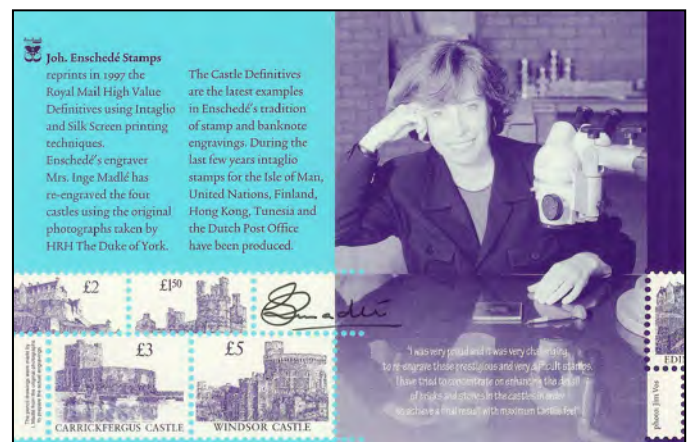 Joh. Enschedé Stamps
reprints in 1997 the
Royal Mail High Value
Definitives using Intaglio
and Silk Screen printing
techniques.
Enschedé's engraver
Mrs. Inge Madlé has
re-engraved the four
castles using the original
photographs taken by
HRH The Duke of York.
The Castle Definitives
are the latest examples
in Enschedé's tradition
of stamp and banknote
engravings. During the
last few years intaglio
stamps for the Isle of Man,
United Nations, Finland,
Hong Kong, Tunesia and
the Dutch Post Office
have been produced.
£2
£1⁵⁰
£3
£5
CARRICKFERGUS CASTLE
WINDSOR CASTLE
"I was very proud and it was very challenging
to re-engrave these prestigious and very difficult stamps.
I have tried to concentrate on enhancing the detail
of bricks and stones in the castles in order
to achieve a final result with maximum castle feel"
EDI
photo: Jim Vos